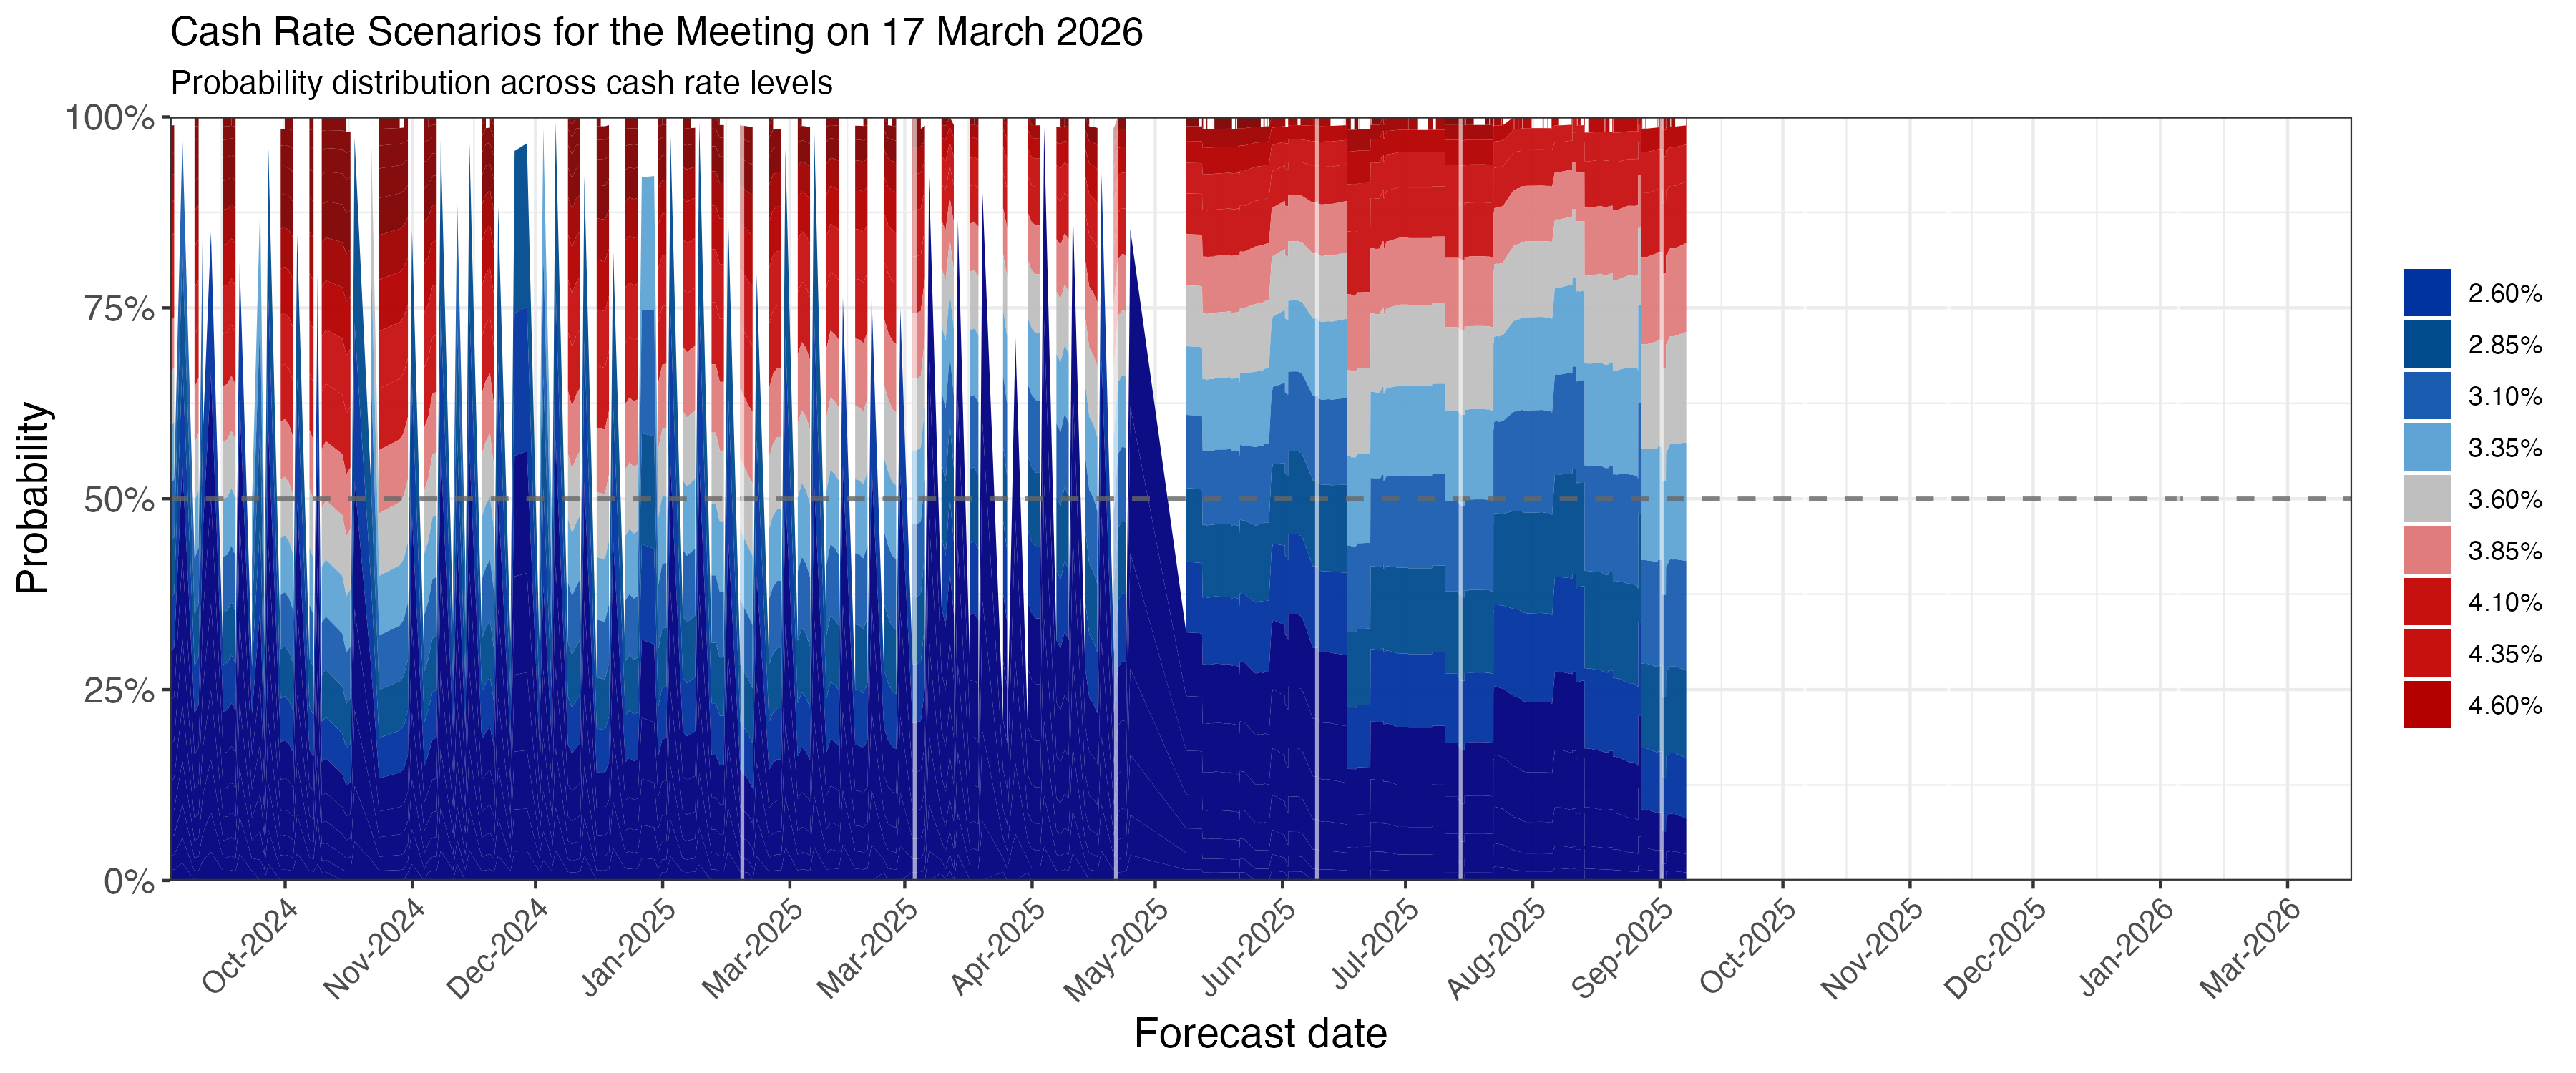 Cash Rate Scenarios for the Meeting on 17 March 2026
Probability distribution across cash rate levels
Probability
100%
75%
50%
25%
0%
Oct-2024
Nov-2024
Dec-2024
Jan-2025
Mar-2025
Mar-2025
Apr-2025
May-2025
Jun-2025
Jul-2025
Aug-2025
Sep-2025
Oct-2025
Nov-2025
Dec-2025
Jan-2026
Mar-2026
Forecast date
2.60%
2.85%
3.10%
3.35%
3.60%
3.85%
4.10%
4.35%
4.60%